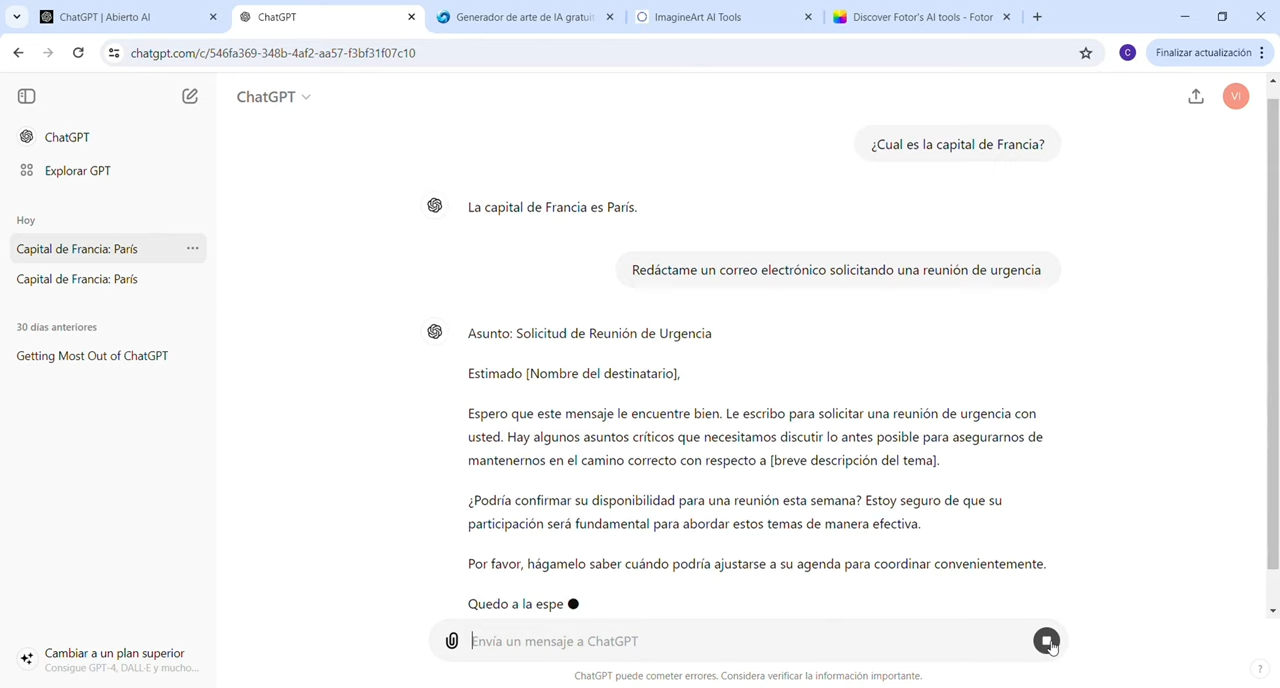 ChatGPT | Abierto AI
ChatGPT
Generador de arte de IA gratuit
ImagineArt AI Tools
Discover Fotor's AI tools - Fotor
chatgpt.com/c/546fa369-348b-4af2-aa57-f3bf31f07c10
C
Finalizar actualización
ChatGPT
VI
ChatGPT
Explorar GPT
Hoy
Capital de Francia: París
Capital de Francia: París
30 días anteriores
Getting Most Out of ChatGPT
¿Cual es la capital de Francia?
La capital de Francia es París.
Redáctame un correo electrónico solicitando una reunión de urgencia
Asunto: Solicitud de Reunión de Urgencia
Estimado [Nombre del destinatario],
Espero que este mensaje le encuentre bien. Le escribo para solicitar una reunión de urgencia con
usted. Hay algunos asuntos críticos que necesitamos discutir lo antes posible para asegurarnos de
mantenernos en el camino correcto con respecto a [breve descripción del tema].
¿Podría confirmar su disponibilidad para una reunión esta semana? Estoy seguro de que su
participación será fundamental para abordar estos temas de manera efectiva.
Por favor, hágamelo saber cuándo podría ajustarse a su agenda para coordinar convenientemente.
Quedo a la espe
Envía un mensaje a ChatGPT
Cambiar a un plan superior
Consigue GPT-4, DALL·E y mucho...
ChatGPT puede cometer errores. Considera verificar la información importante.
?